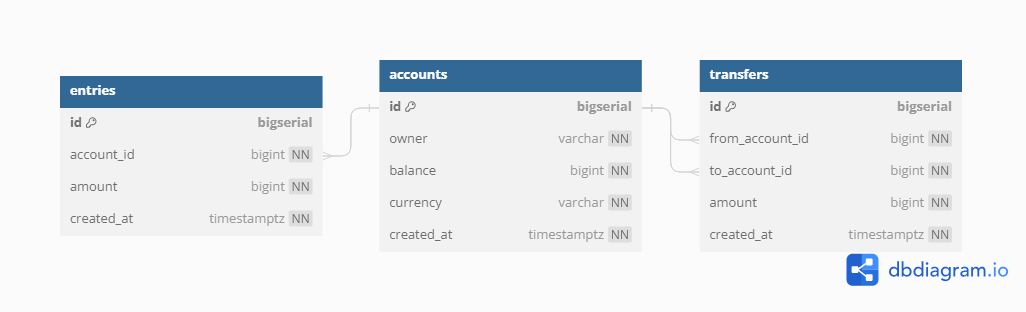 entries
id bigserial
account_id bigint NN
amount bigint NN
created_at timestamptz NN
accounts
id bigserial
owner varchar NN
balance bigint NN
currency varchar NN
created_at timestamptz NN
transfers
id bigserial
from_account_id bigint NN
to_account_id bigint NN
amount bigint NN
created_at timestamptz NN
dbdiagram.io